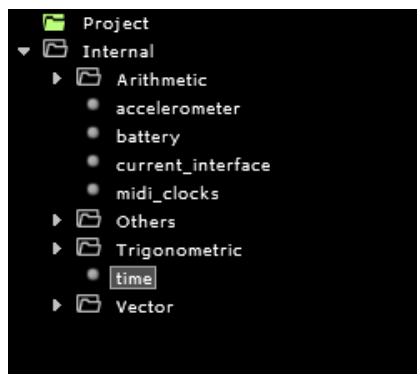 Project
Internal
Arithmetic
accelerometer
battery
current_interface
midi_clocks
Others
Trigonometric
time
Vector